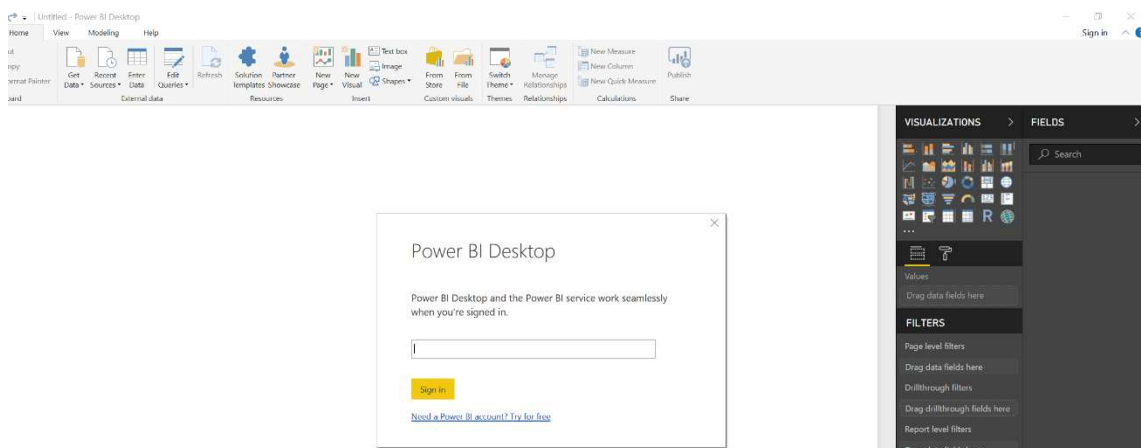 Untitled - Power BI Desktop
Home View Modeling Help
Sign in
Format Painter
Get Data
Recent Sources
Enter Data
Edit Queries
Refresh
Solution Templates
Partner Showcase
New Page
New Visual
Text box
Image
Shapes
From Store
From File
Switch Theme
Manage Relationships
New Measure
New Column
New Quick Measure
Publish
External data Resources Insert Custom visuals Themes Relationships Calculations Share
VISUALIZATIONS
FIELDS
Search
R
Values
Drag data fields here
FILTERS
Page level filters
Drag data fields here
Drillthrough filters
Drag drillthrough fields here
Report level filters
Power BI Desktop
Power BI Desktop and the Power BI service work seamlessly
when you're signed in.
Sign in
Need a Power BI account? Try for free